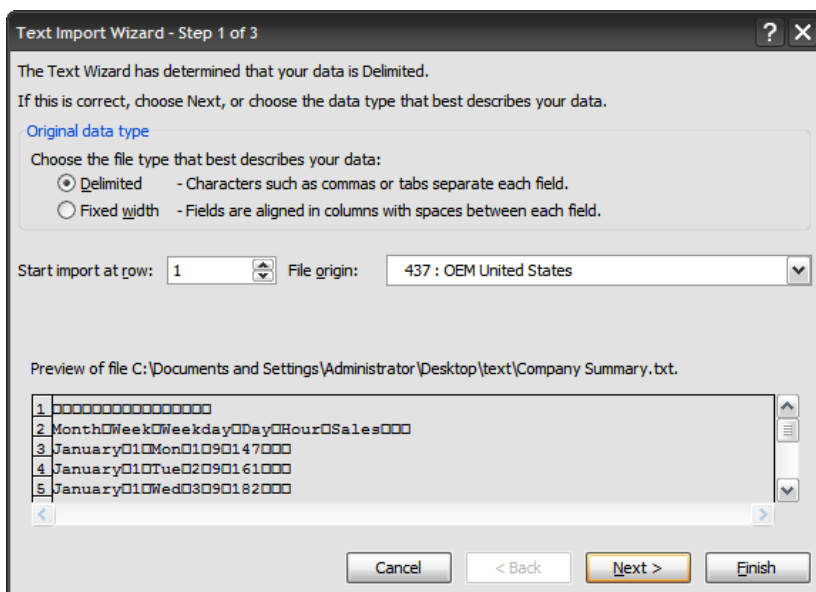 Text Import Wizard - Step 1 of 3
The Text Wizard has determined that your data is Delimited.
If this is correct, choose Next, or choose the data type that best describes your data.
Original data type
Choose the file type that best describes your data:
Delimited - Characters such as commas or tabs separate each field.
Fixed width - Fields are aligned in columns with spaces between each field.
Start import at row: 1 File origin: 437 : OEM United States
Preview of file C:\Documents and Settings\Administrator\Desktop\text\Company Summary.txt.
1 □□□□□□□□□□□□□□□□
2 Month□Week□Weekday□Day□Hour□Sales□□□
3 January□1□Mon□1□9□147□□□
4 January□1□Tue□2□9□161□□□
5 January□1□Wed□3□9□182□□□
Cancel < Back Next > Finish